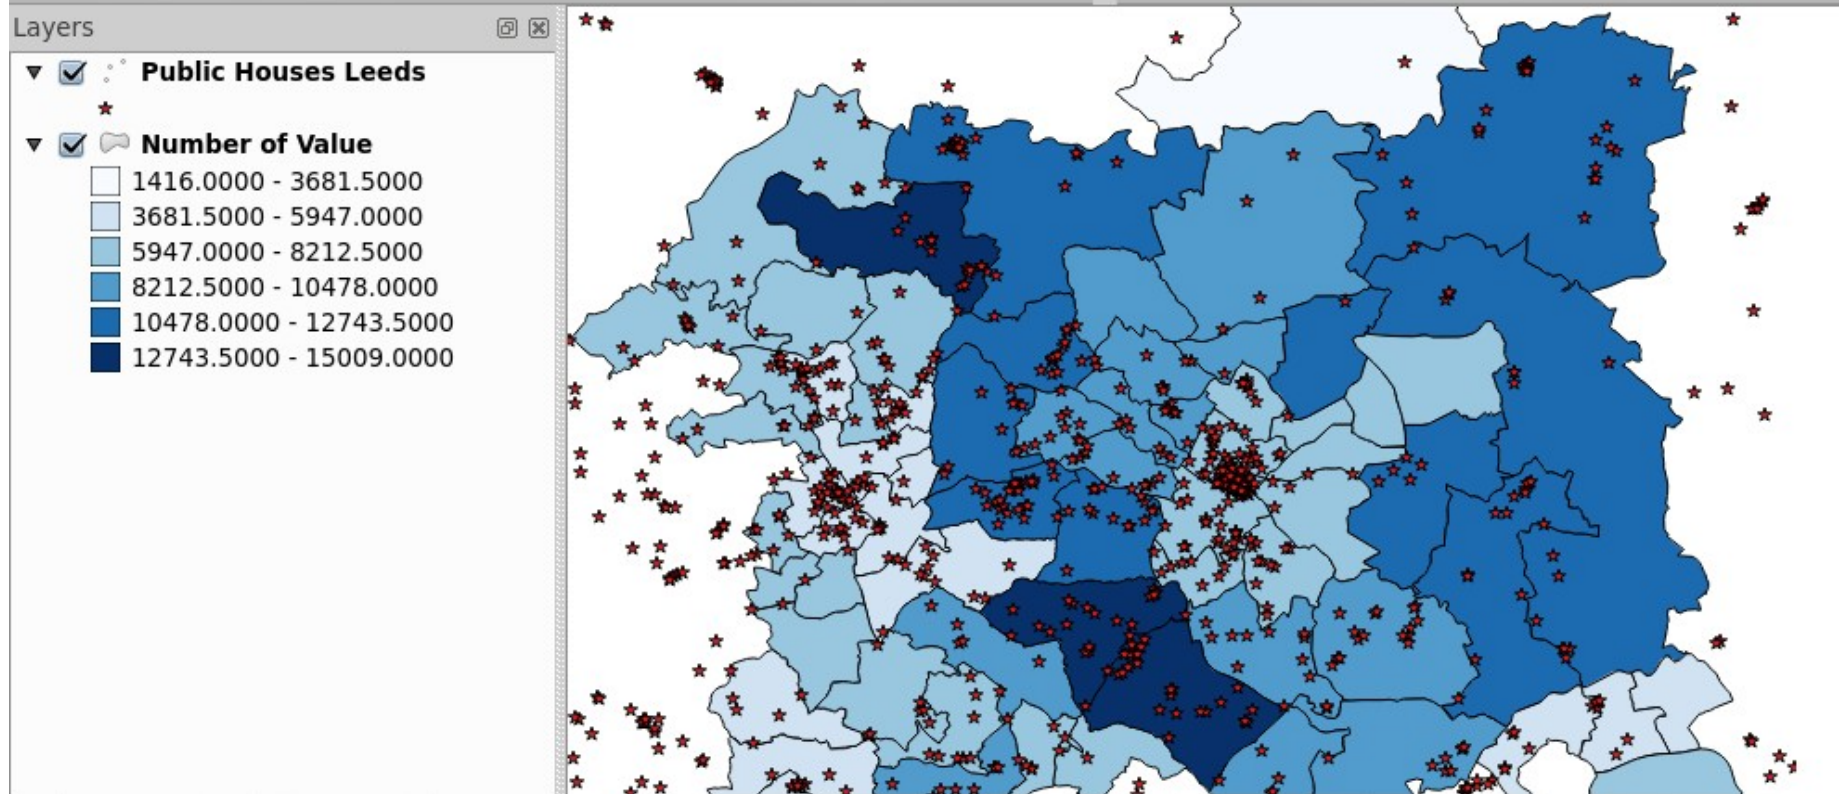 Layers
Public Houses Leeds
Number of Value
1416.0000 - 3681.5000
3681.5000 - 5947.0000
5947.0000 - 8212.5000
8212.5000 - 10478.0000
10478.0000 - 12743.5000
12743.5000 - 15009.0000